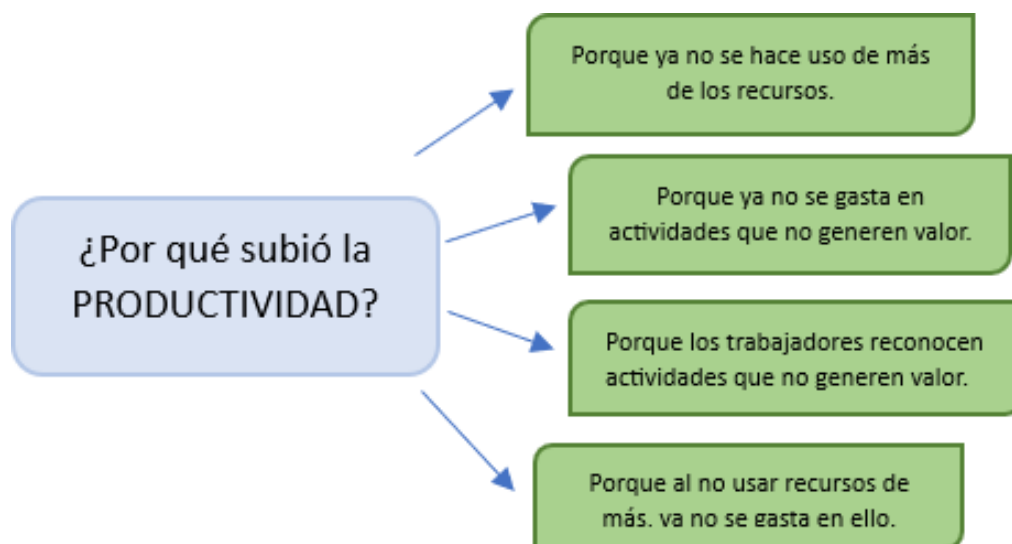 Porque ya no se hace uso de más
de los recursos.
Porque ya no se gasta en
actividades que no generen valor.
¿Por qué subió la
PRODUCTIVIDAD?
Porque los trabajadores reconocen
actividades que no generen valor.
Porque al no usar recursos de
más, ya no se gasta en ello.